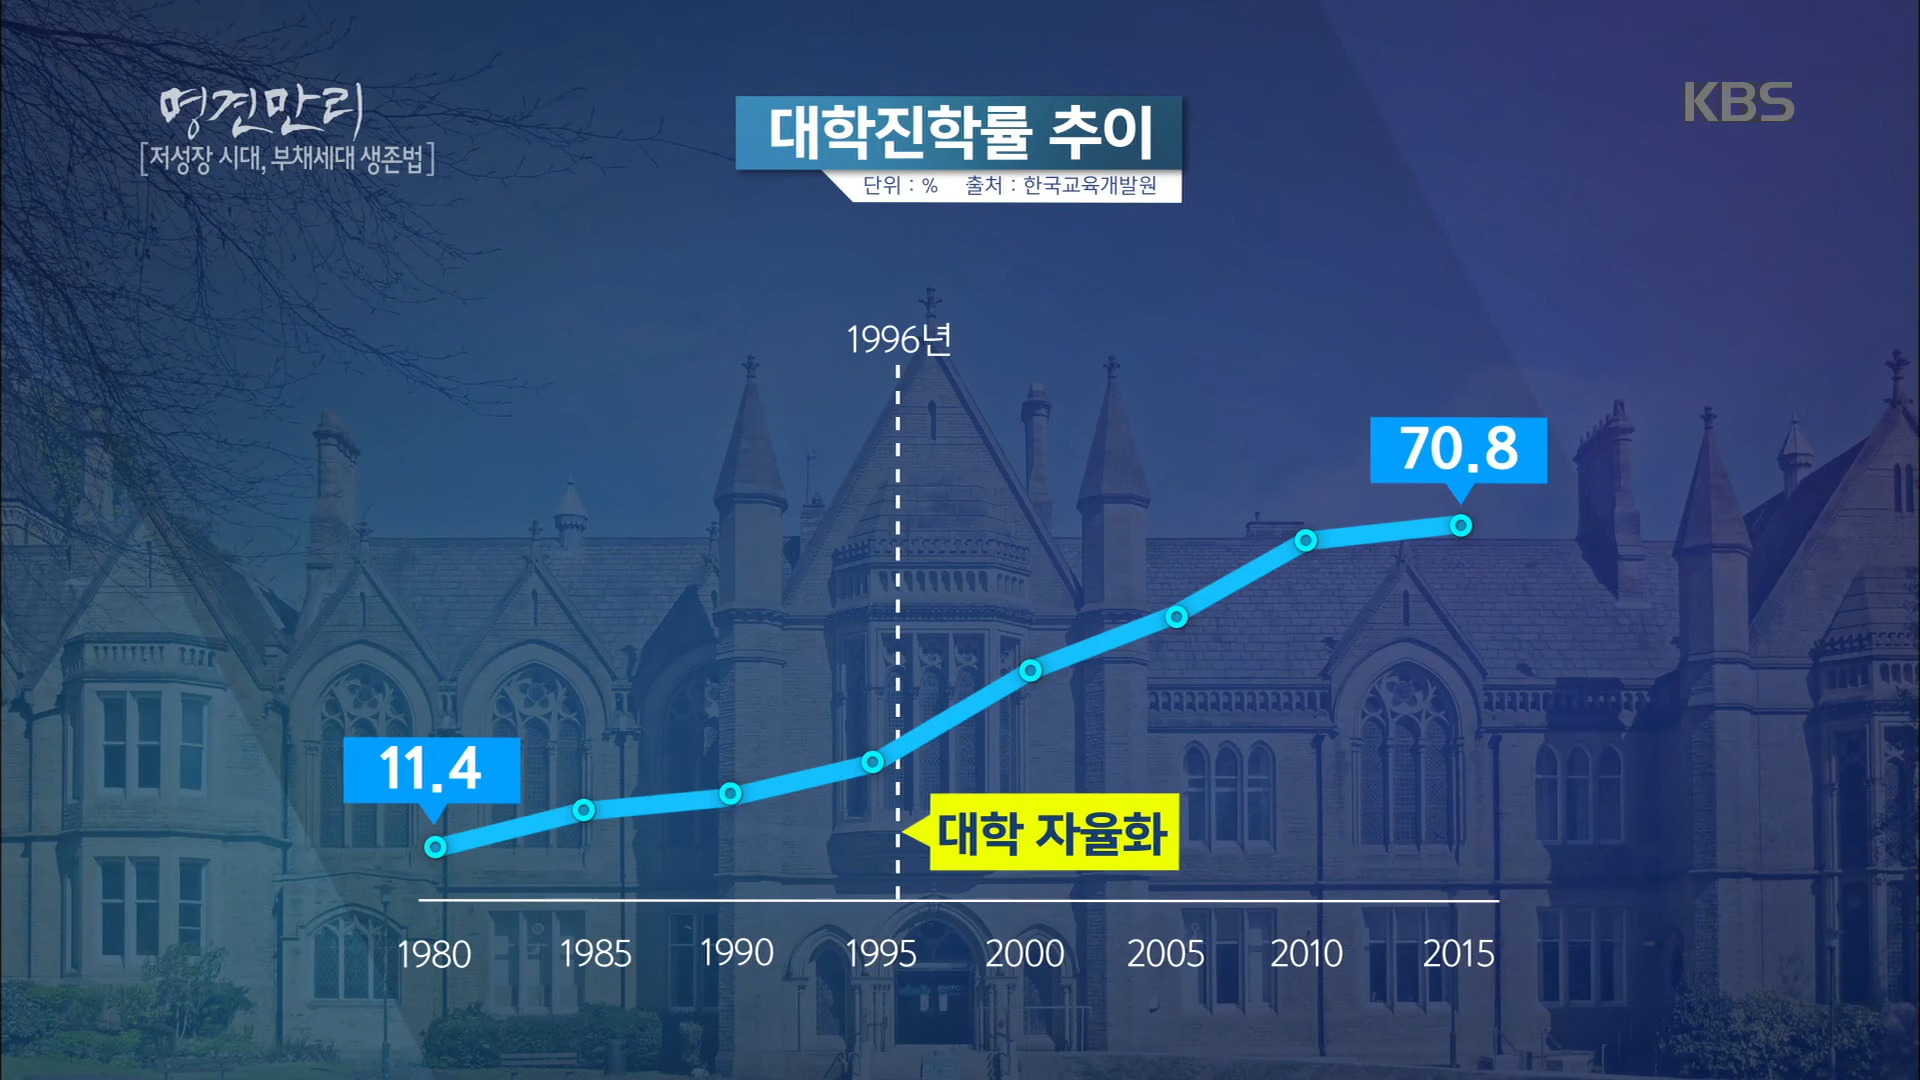 명견만리
[저성장 시대, 부채세대 생존법]
KBS
대학진학률 추이
단위 : % 출처 : 한국교육개발원
1996년
70.8
11.4
대학 자율화
1980 1985 1990 1995 2000 2005 2010 2015